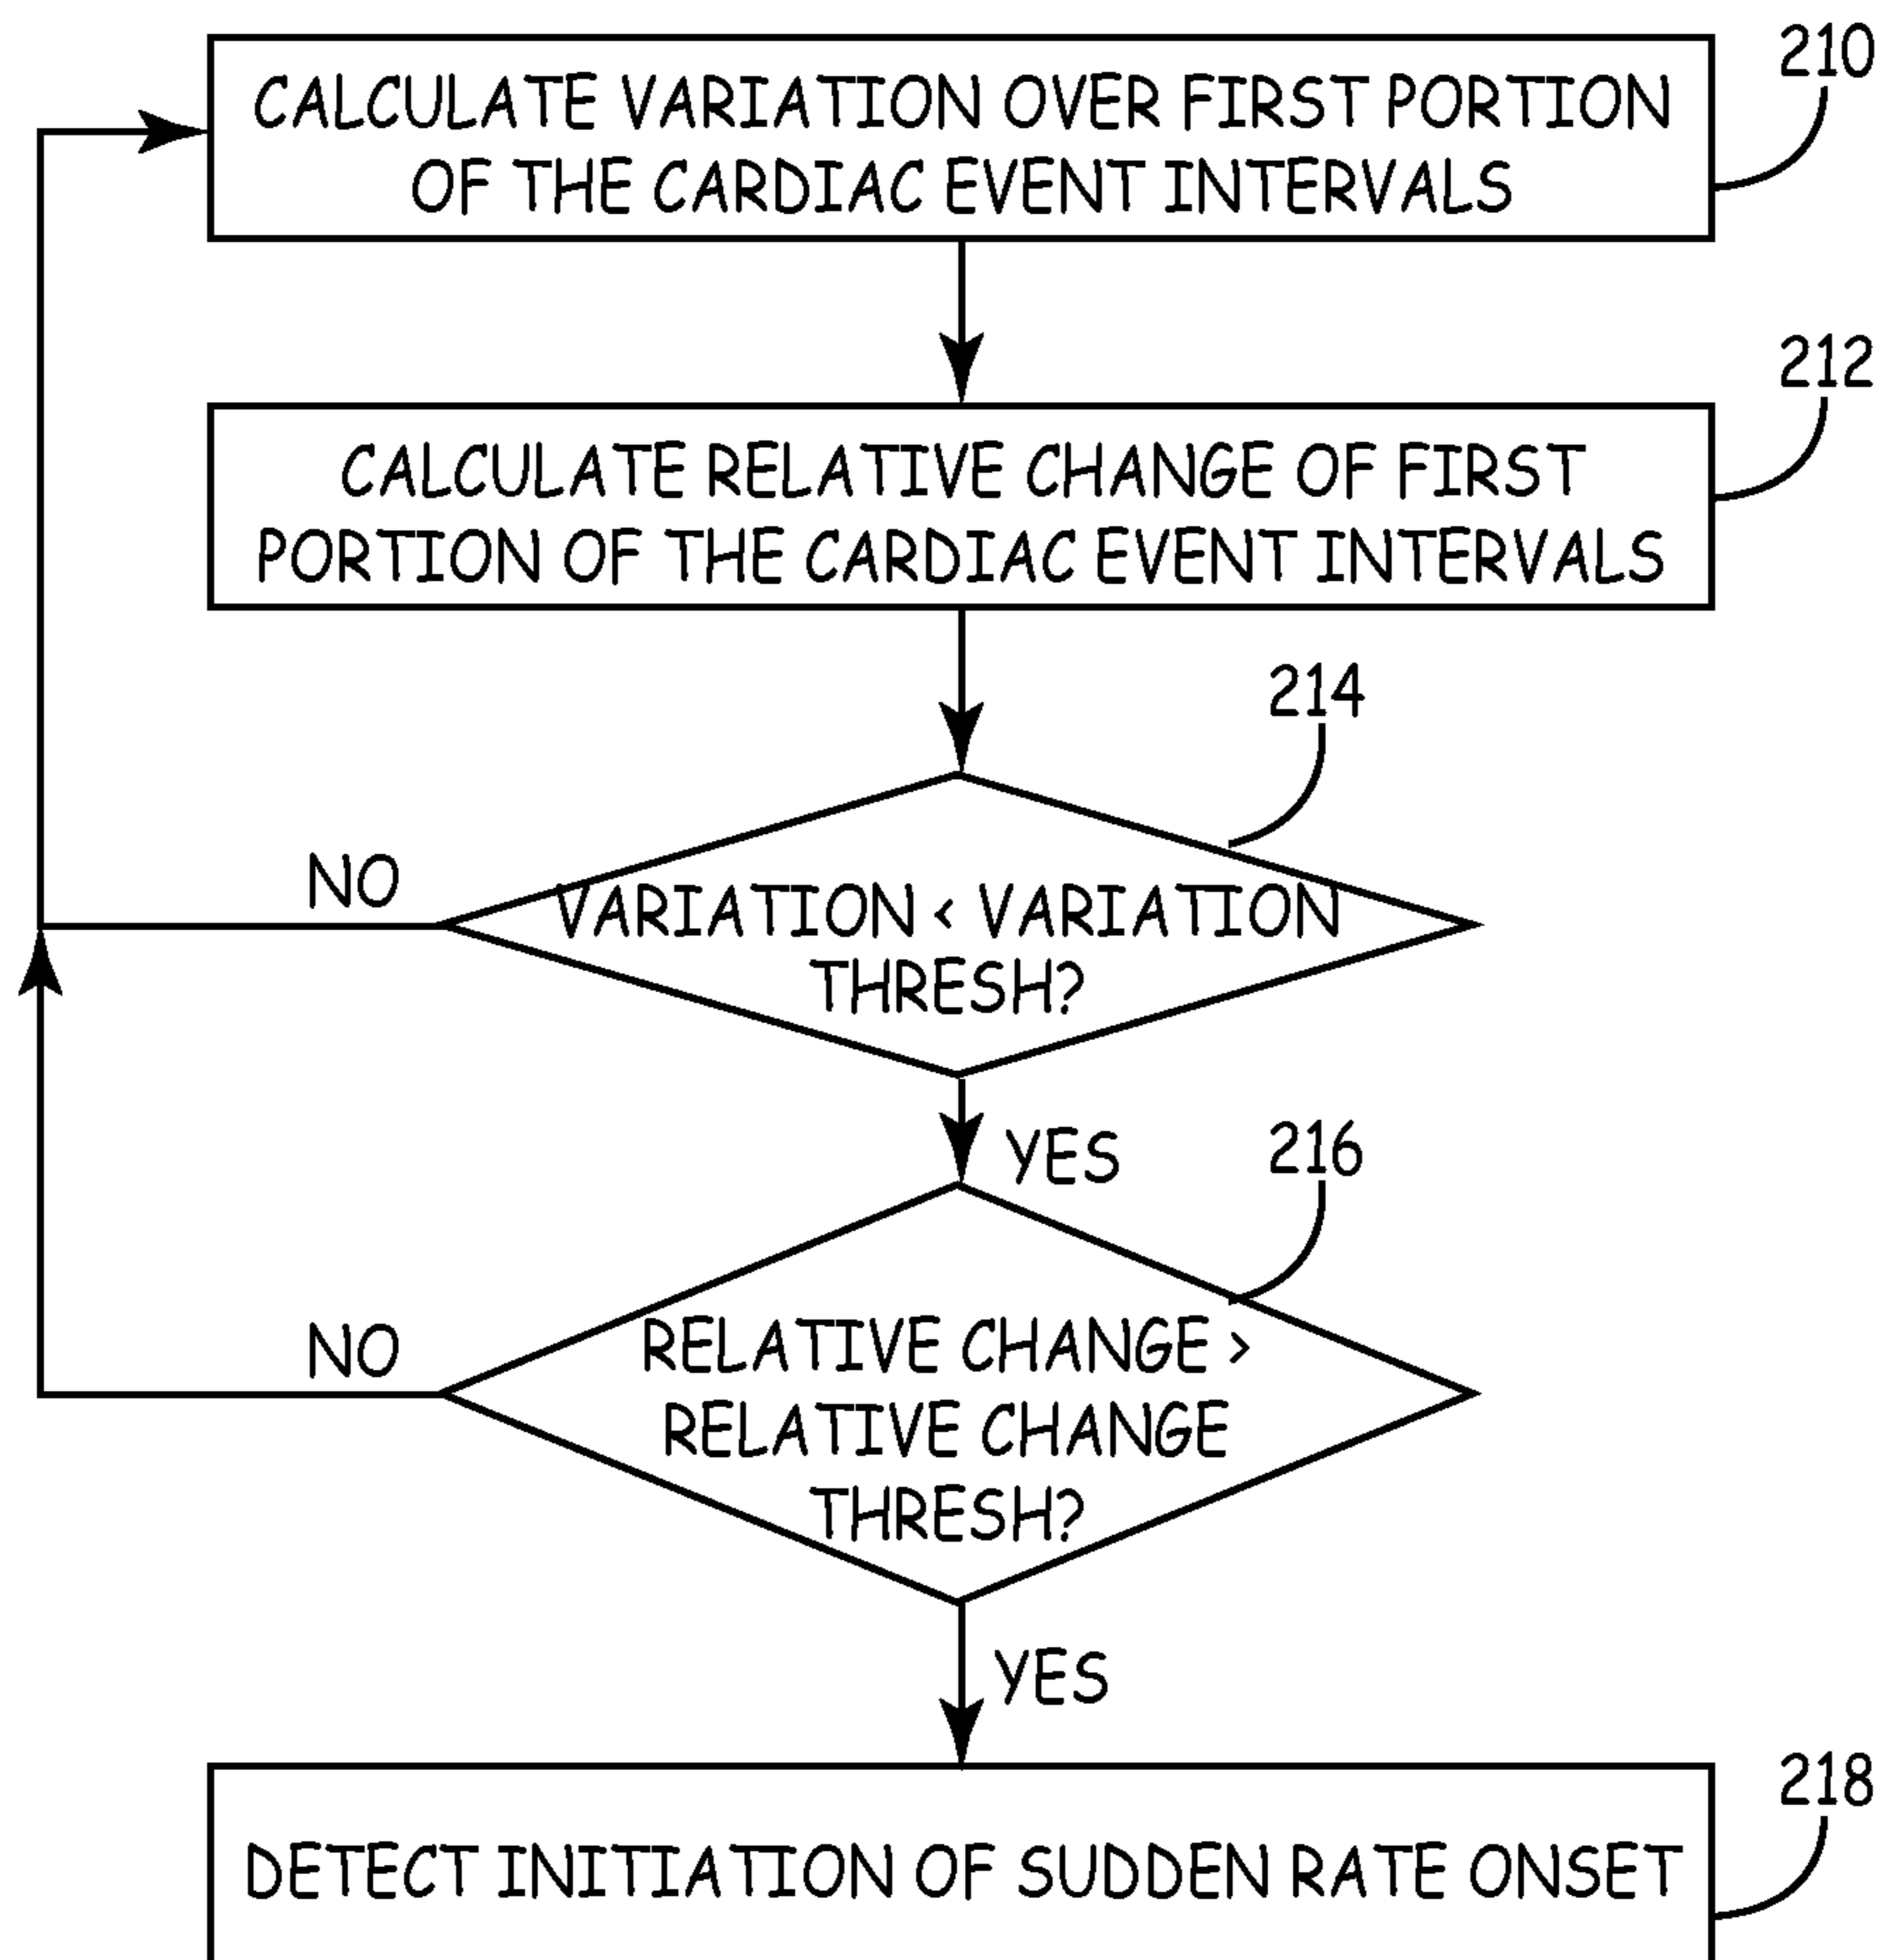 210
CALCULATE VARIATION OVER FIRST PORTION
OF THE CARDIAC EVENT INTERVALS
212
CALCULATE RELATIVE CHANGE OF FIRST
PORTION OF THE CARDIAC EVENT INTERVALS
214
NO
VARIATION < VARIATION
THRESH?
YES
216
NO
RELATIVE CHANGE >
RELATIVE CHANGE
THRESH?
YES
218
DETECT INITIATION OF SUDDEN RATE ONSET